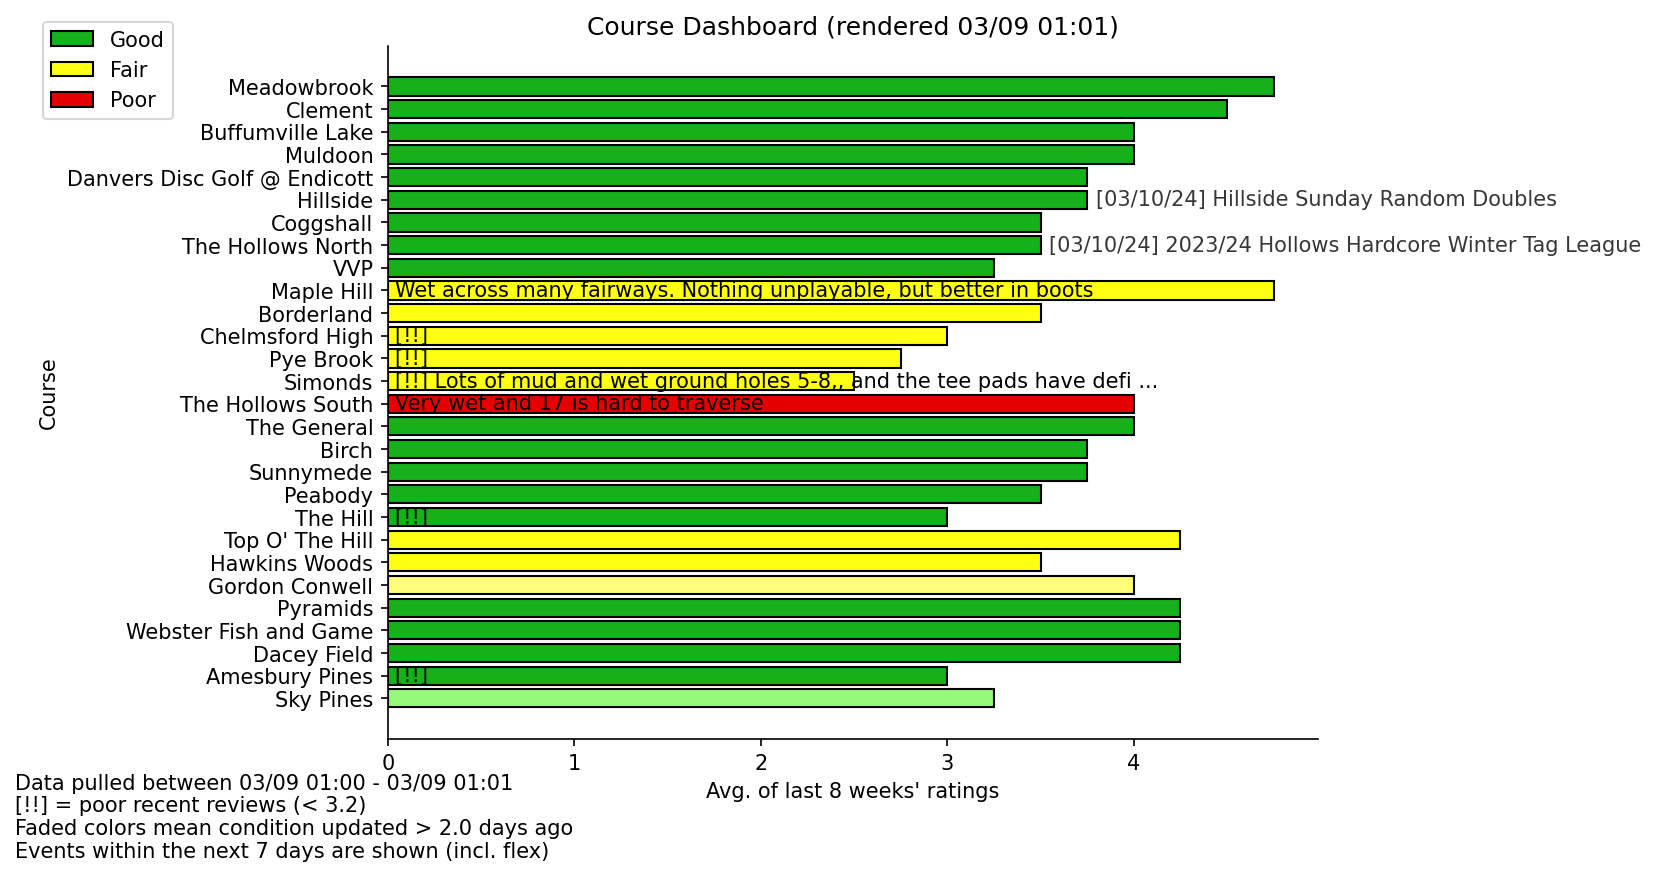 Course Dashboard (rendered 03/09 01:01)
Good
Fair
Poor
Course
Meadowbrook
Clement
Buffumville Lake
Muldoon
Danvers Disc Golf @ Endicott
Hillside [03/10/24] Hillside Sunday Random Doubles
Coggshall
The Hollows North [03/10/24] 2023/24 Hollows Hardcore Winter Tag League
VVP
Maple Hill Wet across many fairways. Nothing unplayable, but better in boots
Borderland
Chelmsford High [!!]
Pye Brook [!!]
Simonds [!!] Lots of mud and wet ground holes 5-8,, and the tee pads have defi ...
The Hollows South Very wet and 17 is hard to traverse
The General
Birch
Sunnymede
Peabody
The Hill [!!]
Top O' The Hill
Hawkins Woods
Gordon Conwell
Pyramids
Webster Fish and Game
Dacey Field
Amesbury Pines [!!]
Sky Pines
0 1 2 3 4
Avg. of last 8 weeks' ratings
Data pulled between 03/09 01:00 - 03/09 01:01
[!!] = poor recent reviews (< 3.2)
Faded colors mean condition updated > 2.0 days ago
Events within the next 7 days are shown (incl. flex)